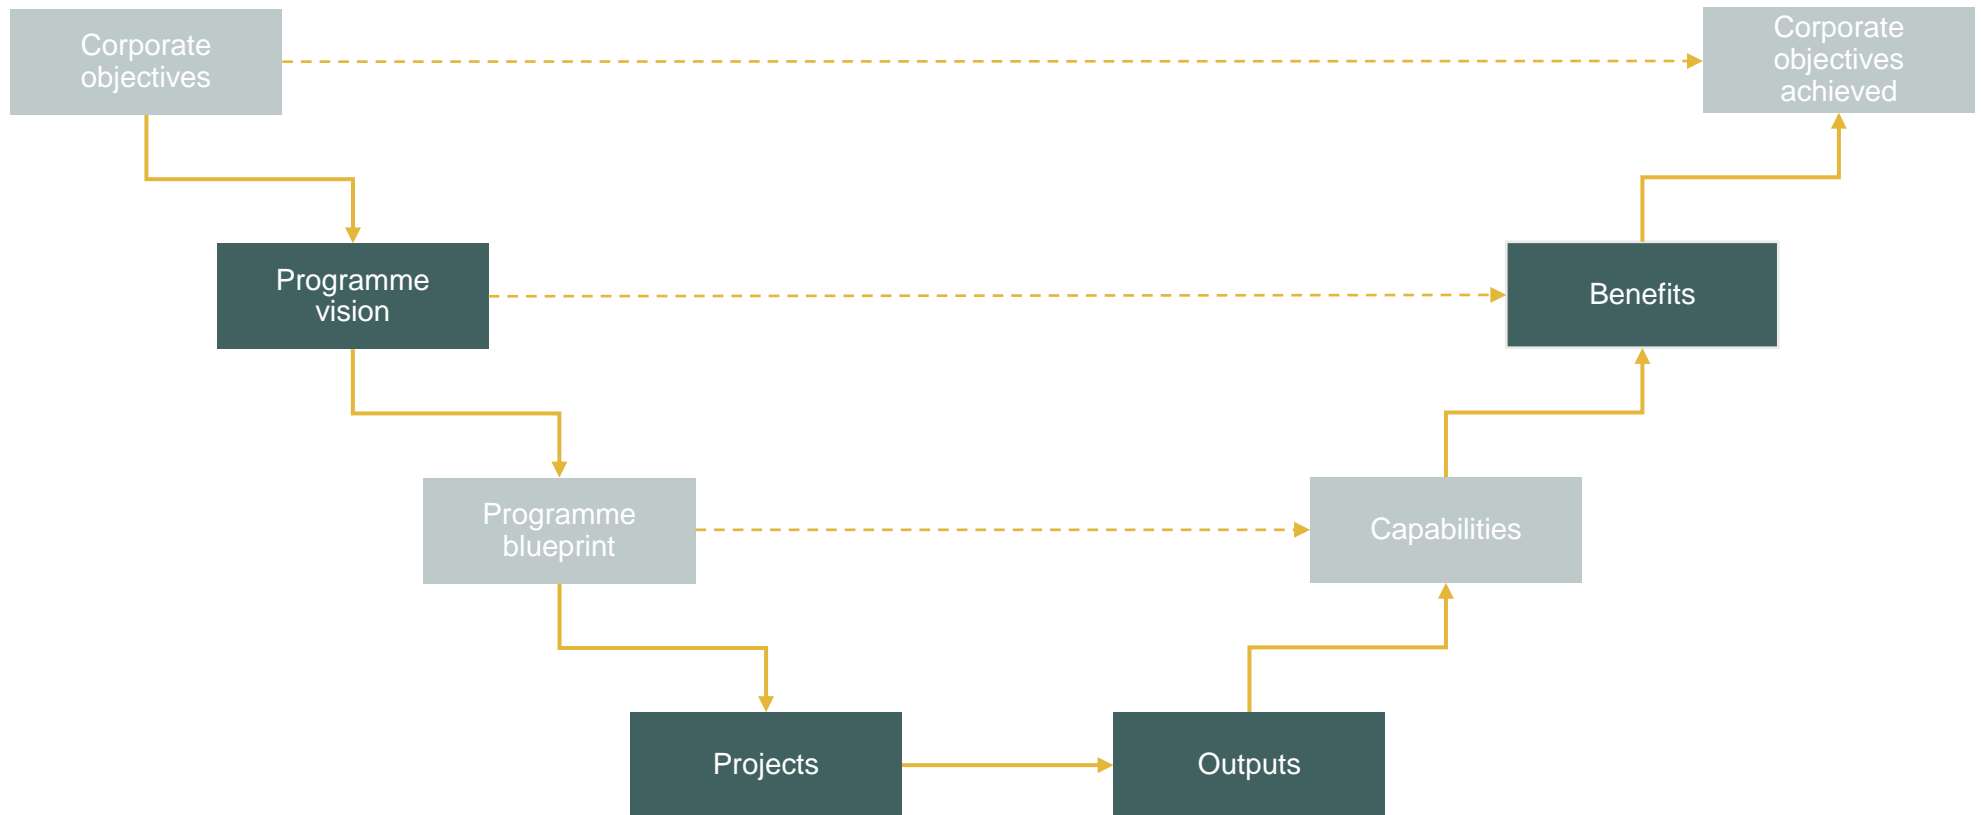 Corporate
objectives
Corporate
objectives
achieved
Programme
vision
Benefits
Programme
blueprint
Capabilities
Projects
Outputs